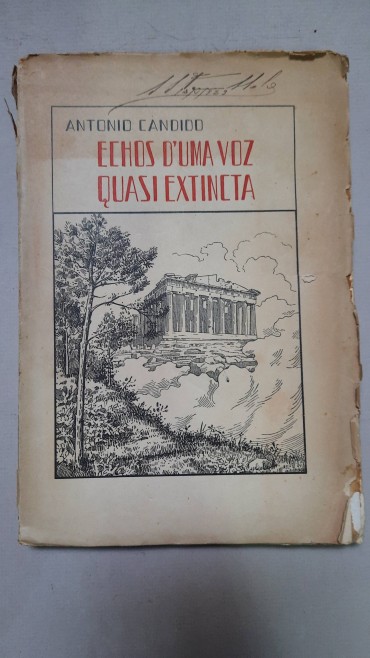 ANTONIO CANDIDO
ECHOS D'UMA VOZ
QUASI EXTINCTA